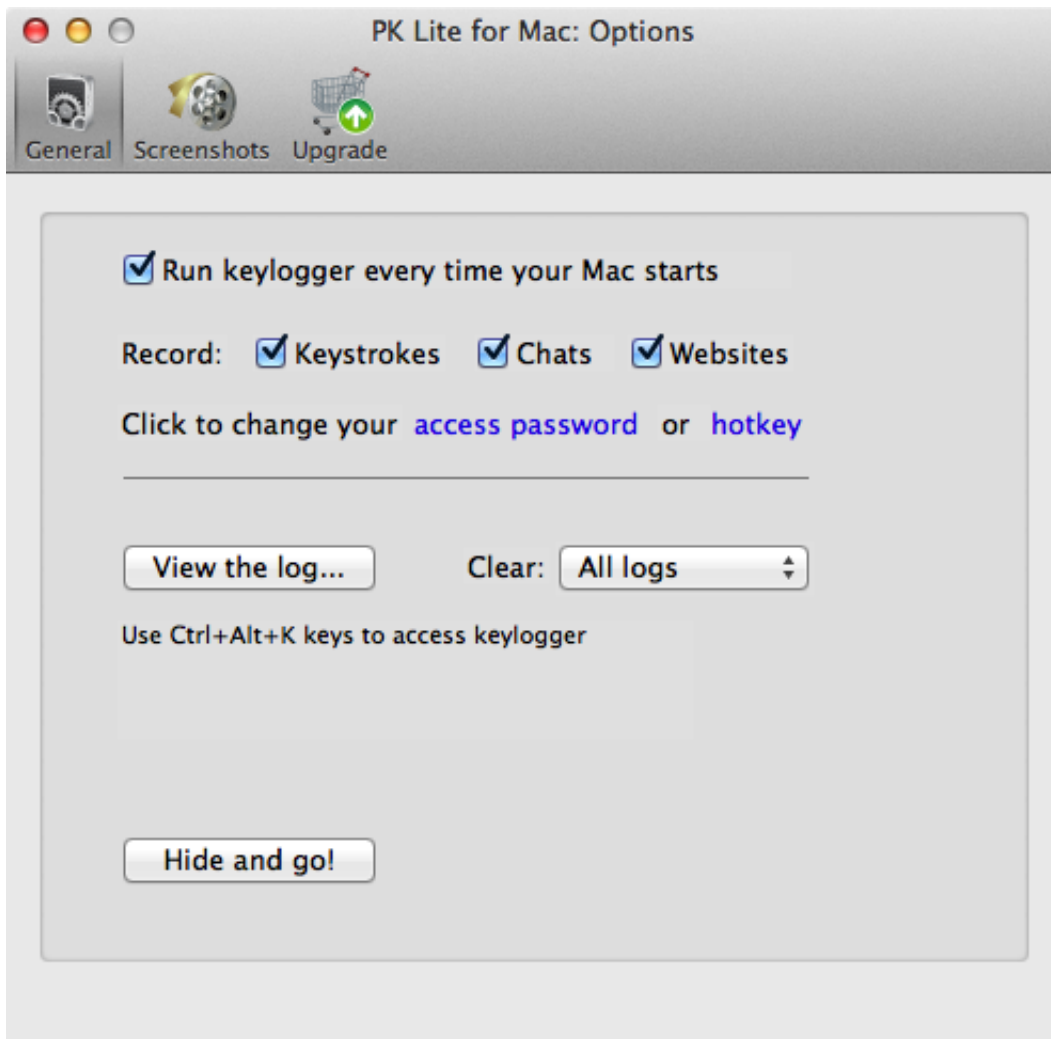 PK Lite for Mac: Options
General Screenshots Upgrade
Run keylogger every time your Mac starts
Record: Keystrokes Chats Websites
Click to change your access password or hotkey
View the log... Clear: All logs
Use Ctrl+Alt+K keys to access keylogger
Hide and go!